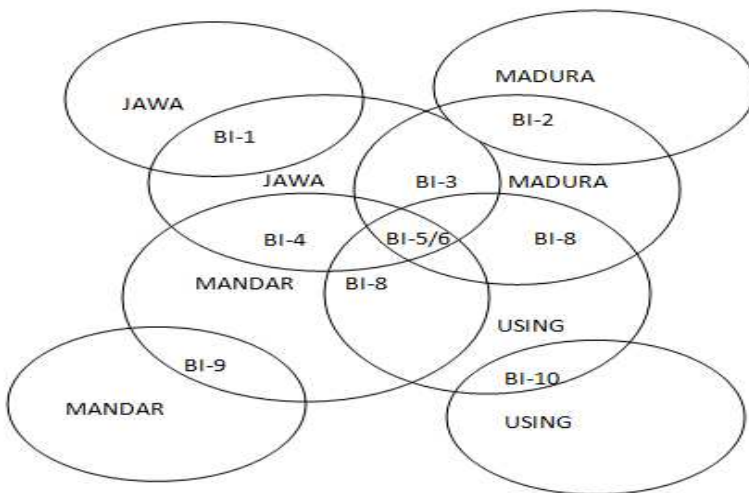 MADURA
JAWA
BI-2
BI-1
JAWA
BI-3
MADURA
BI-4
BI-5/6
BI-8
MANDAR
BI-8
USING
BI-9
BI-10
MANDAR
USING